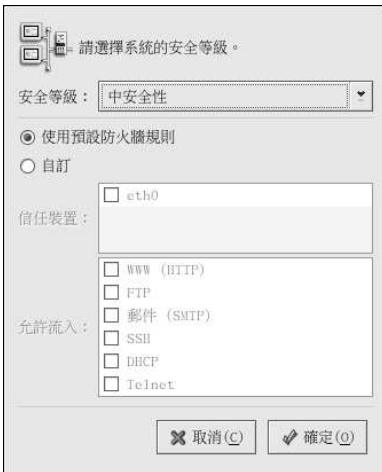 請選擇系統的安全等級。
安全等級： 中安全性
使用預設防火牆規則
自訂
信任裝置：
eth0
允許流入：
WWW (HTTP)
FTP
郵件 (SMTP)
SSH
DHCP
Telnet
取消(C) 確定(O)